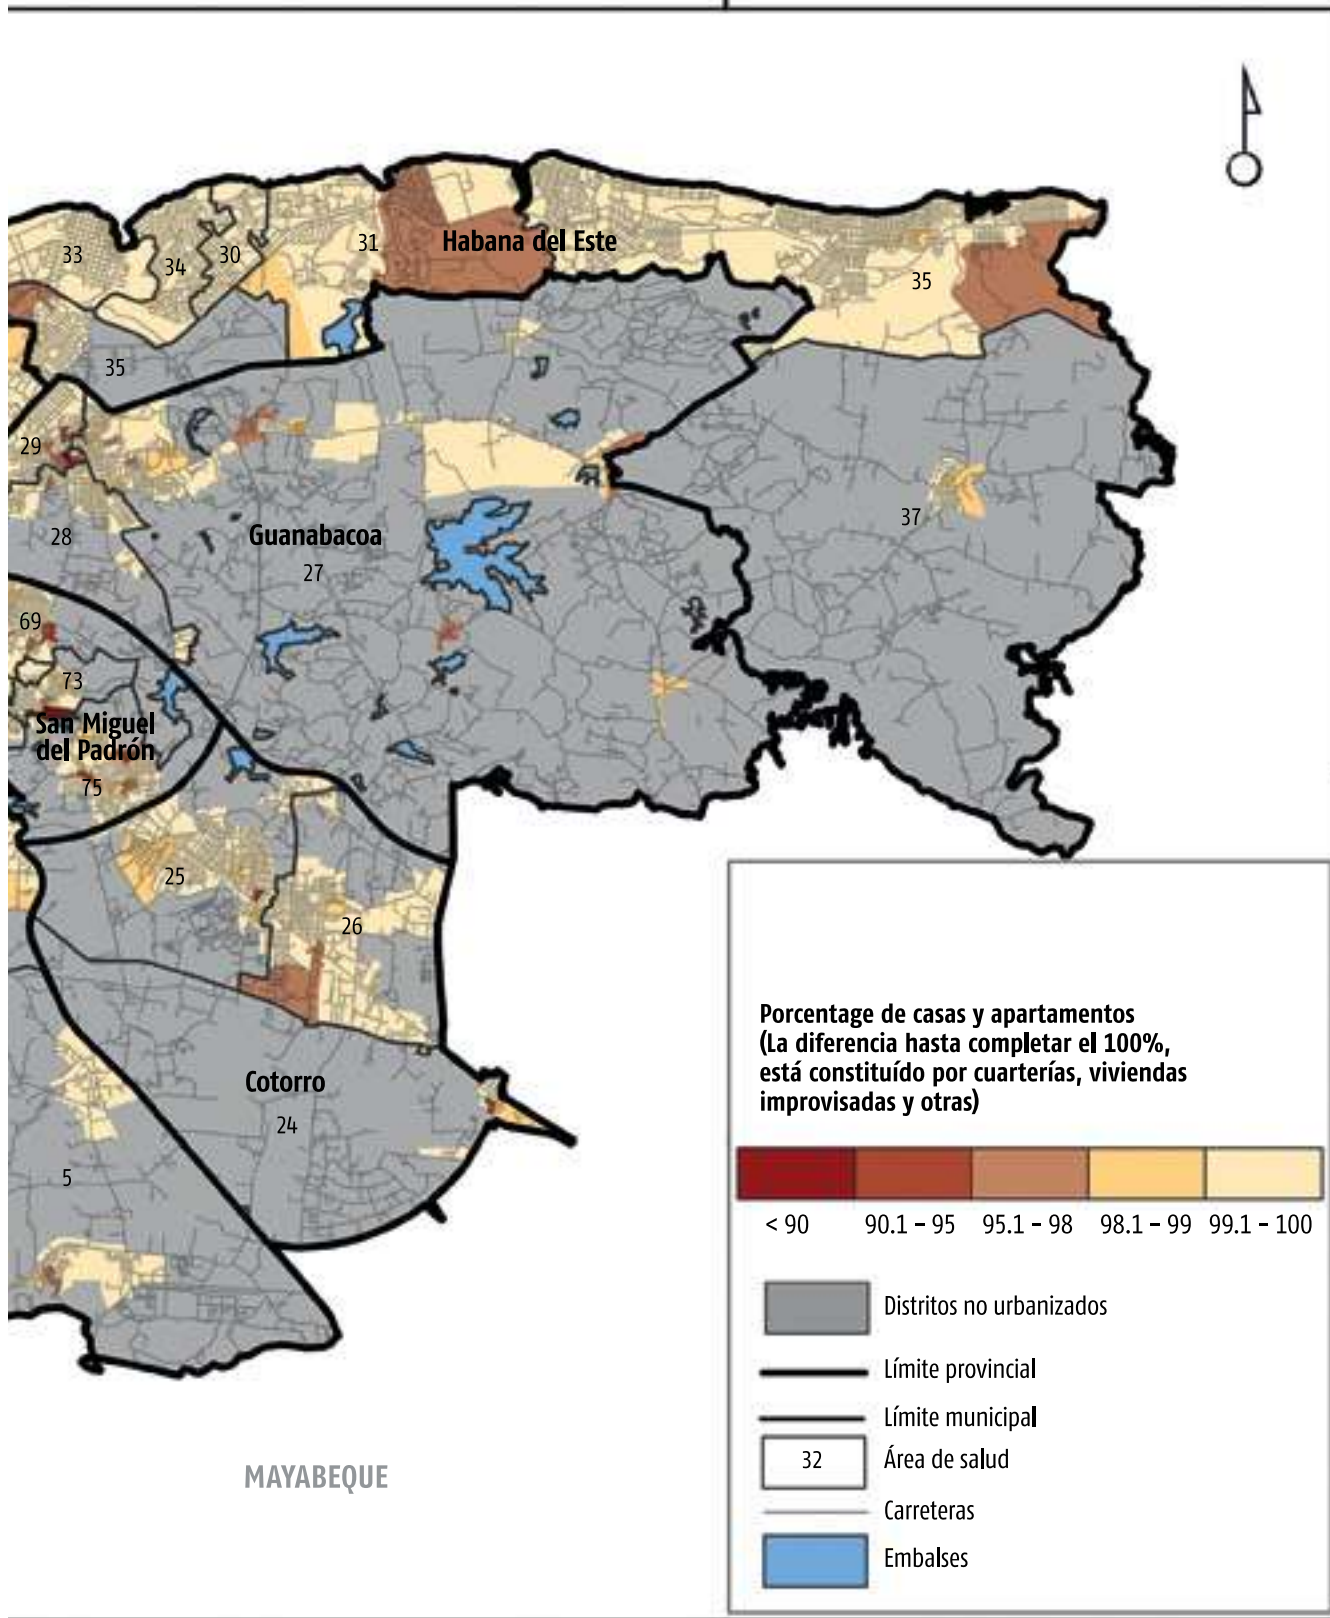 Habana del Este
33
34
30
31
35
35
29
28
Guanabacoa
27
37
69
73
San Miguel
del Padrón
75
25
26
Cotorro
24
5
MAYABEQUE
Porcentage de casas y apartamentos
(La diferencia hasta completar el 100%,
está constituído por cuarterías, viviendas
improvisadas y otras)
< 90 90.1 – 95 95.1 – 98 98.1 – 99 99.1 – 100
Distritos no urbanizados
Límite provincial
Límite municipal
32 Área de salud
Carreteras
Embalses